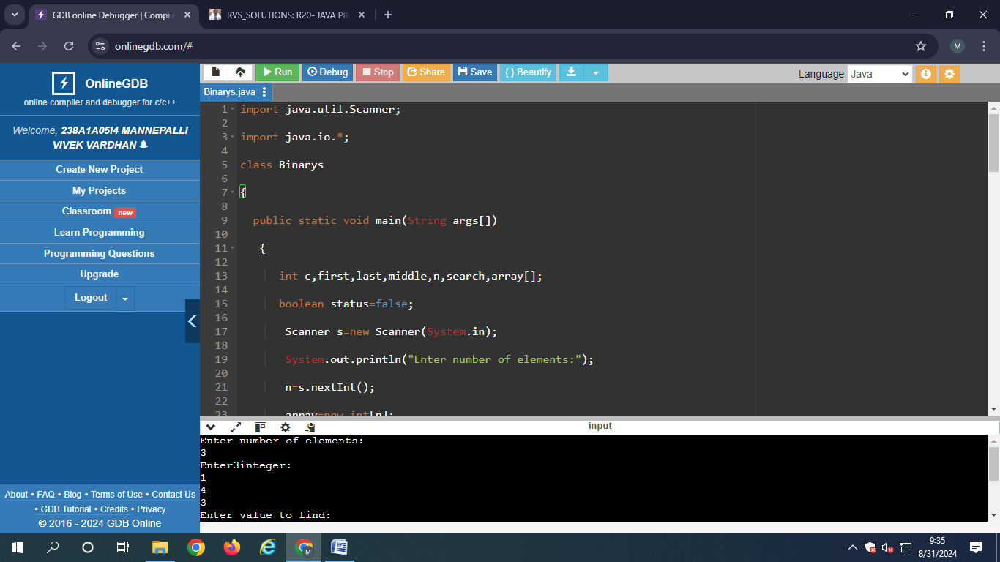 GDB online Debugger | Compile
RVS_SOLUTIONS: R20- JAVA PR
onlinegdb.com/#
M
OnlineGDB
online compiler and debugger for c/c++
Welcome, 238A1A05I4 MANNEPALLI
VIVEK VARDHAN
Create New Project
My Projects
Classroom new
Learn Programming
Programming Questions
Upgrade
Logout
About • FAQ • Blog • Terms of Use • Contact Us
• GDB Tutorial • Credits • Privacy
© 2016 - 2024 GDB Online
Run Debug Stop Share Save { } Beautify
Language Java
Binarys.java
1 import java.util.Scanner;
2
3 import java.io.*;
4
5 class Binarys
6
7 {
8
9 public static void main(String args[])
10
11 {
12
13 int c,first,last,middle,n,search,array[];
14
15 boolean status=false;
16
17 Scanner s=new Scanner(System.in);
18
19 System.out.println("Enter number of elements:");
20
21 n=s.nextInt();
22
23 array=new int[n];
input
Enter number of elements:
3
Enter3integer:
1
4
3
Enter value to find:
M
9:35
8/31/2024